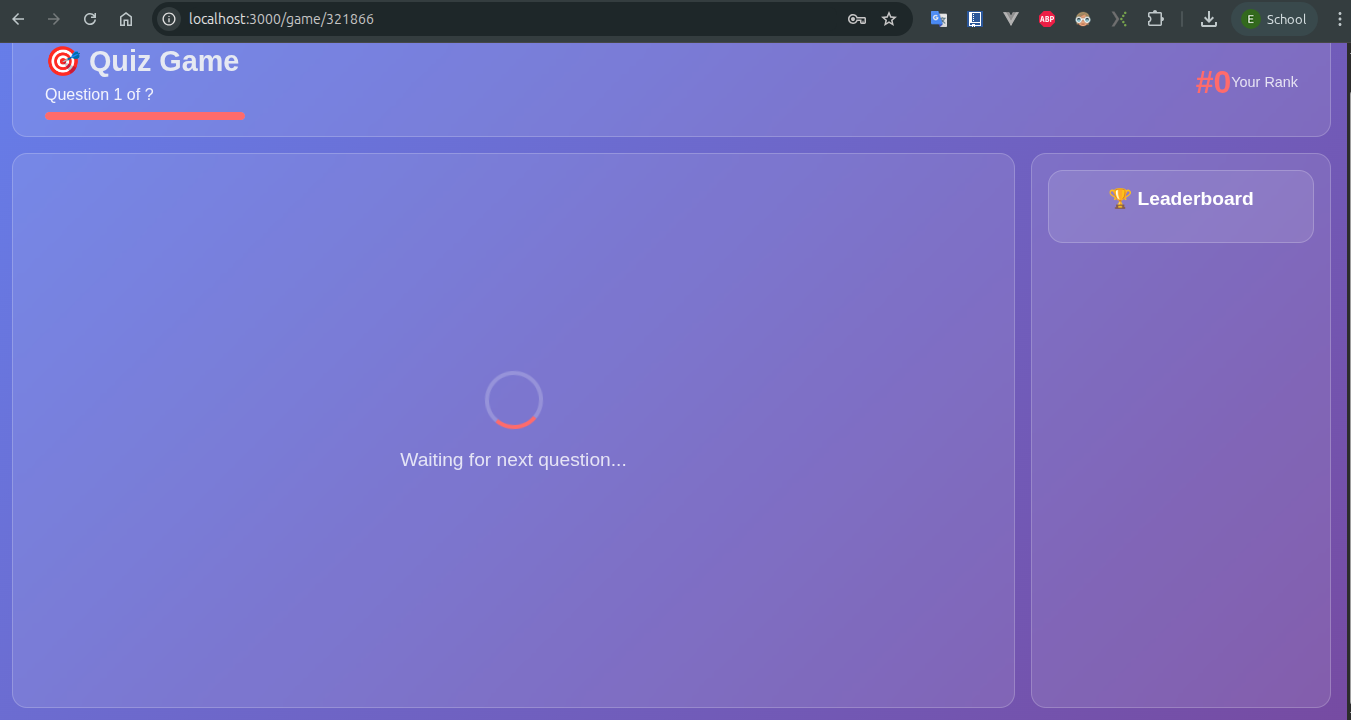 localhost:3000/game/321866
ABP
E School
🎯 Quiz Game
Question 1 of ?
#0 Your Rank
🏆 Leaderboard
Waiting for next question...